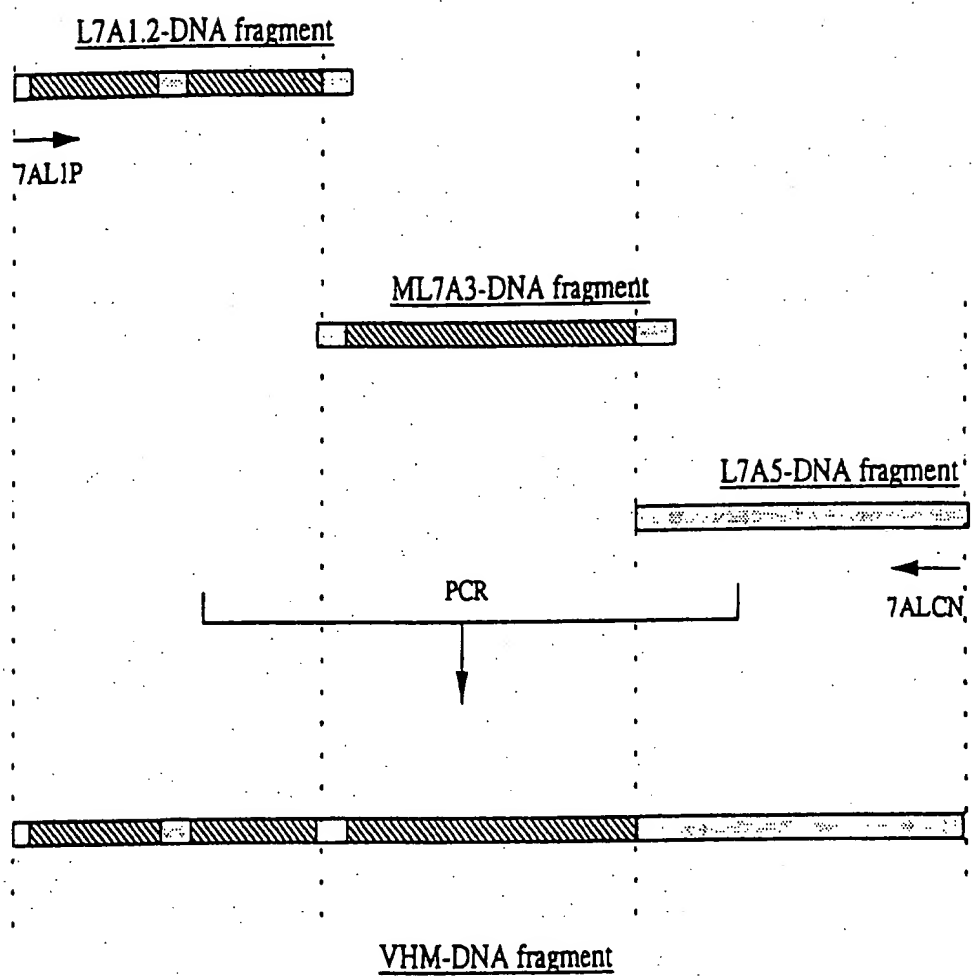 L7A1.2-DNA fragment
7AL1P
ML7A3-DNA fragment
L7A5-DNA fragment
PCR
7ALCN
VHM-DNA fragment